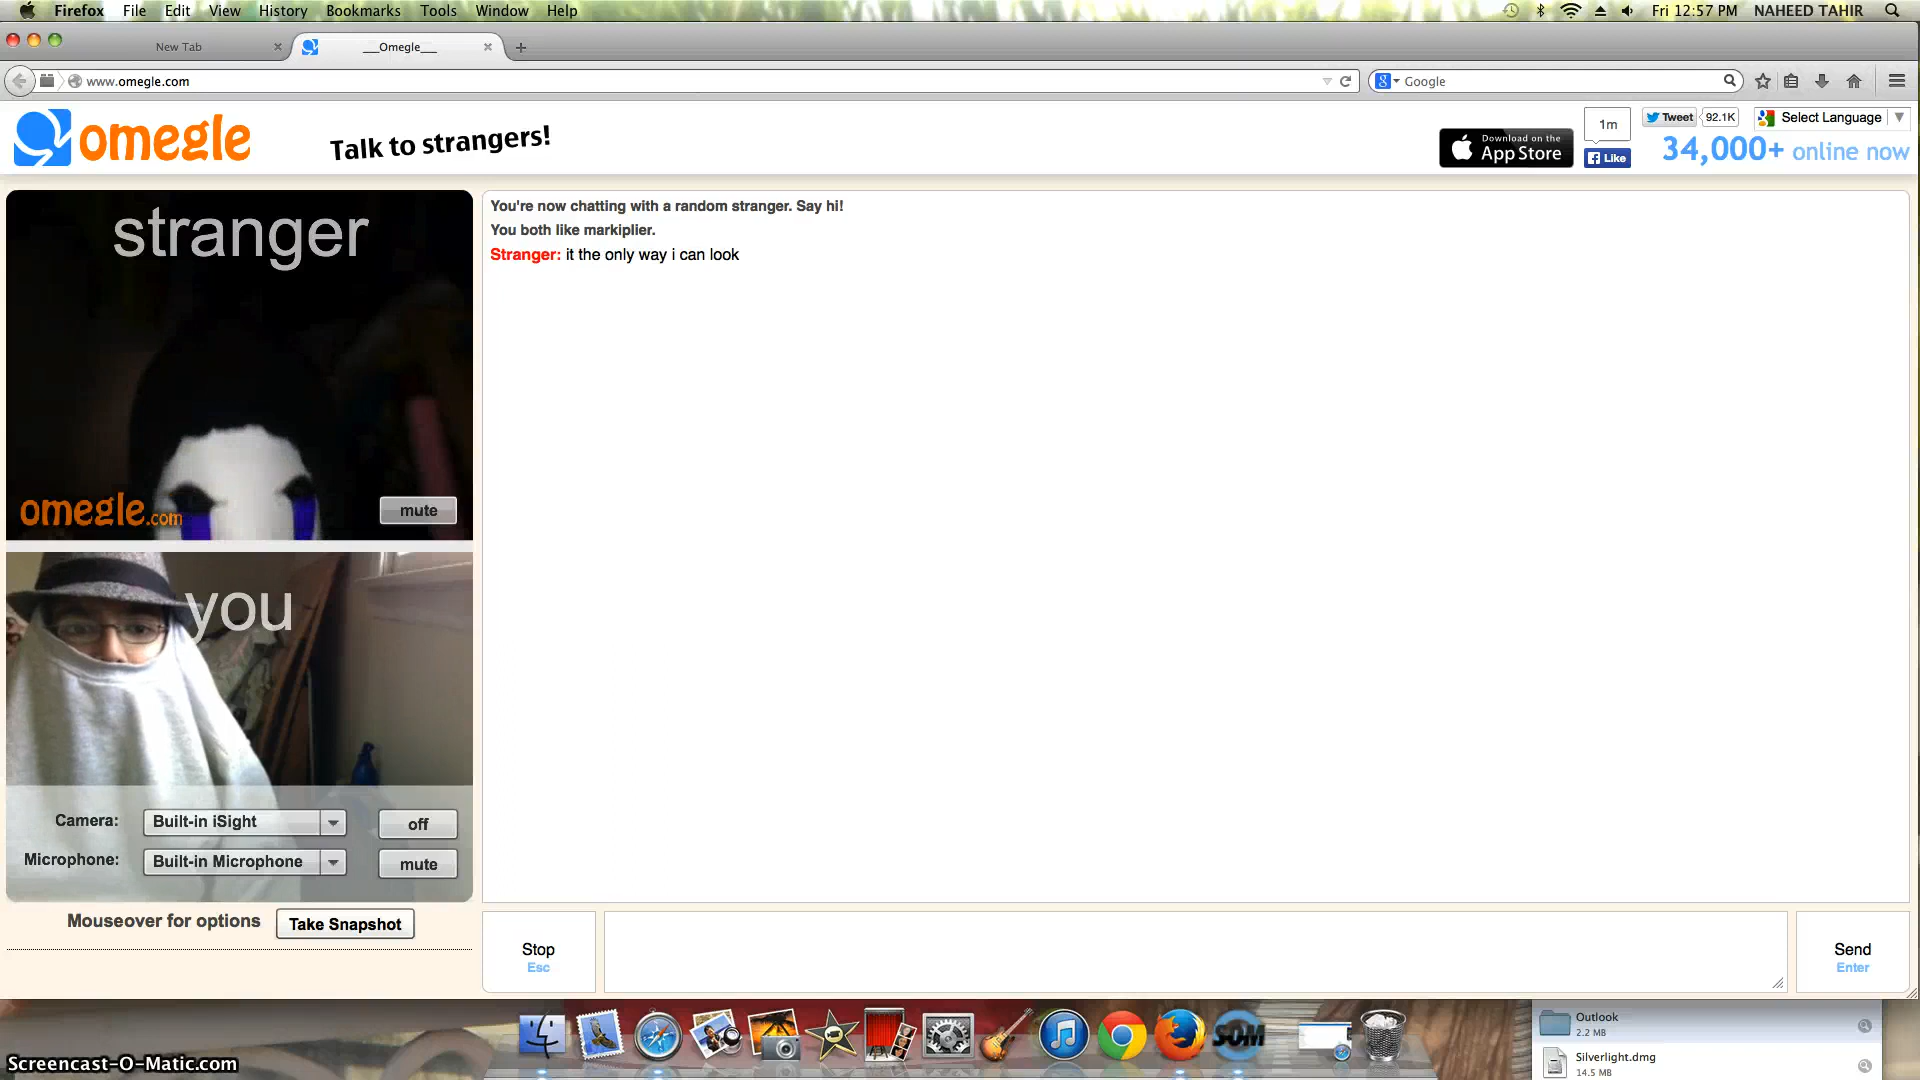 Firefox File Edit View History Bookmarks Tools Window Help
Fri 12:57 PM NAHEED TAHIR
New Tab
__Omegle__
www.omegle.com
Google
omegle
Talk to strangers!
Download on the
App Store
1m
Like
Tweet 92.1K
Select Language
34,000+ online now
stranger
omegle.com
mute
you
Camera: Built-in iSight off
Microphone: Built-in Microphone mute
Mouseover for options Take Snapshot
You're now chatting with a random stranger. Say hi!
You both like markiplier.
Stranger: it the only way i can look
Stop
Esc
Send
Enter
SOM
Outlook
2.2 MB
Silverlight.dmg
14.5 MB
Screencast-O-Matic.com